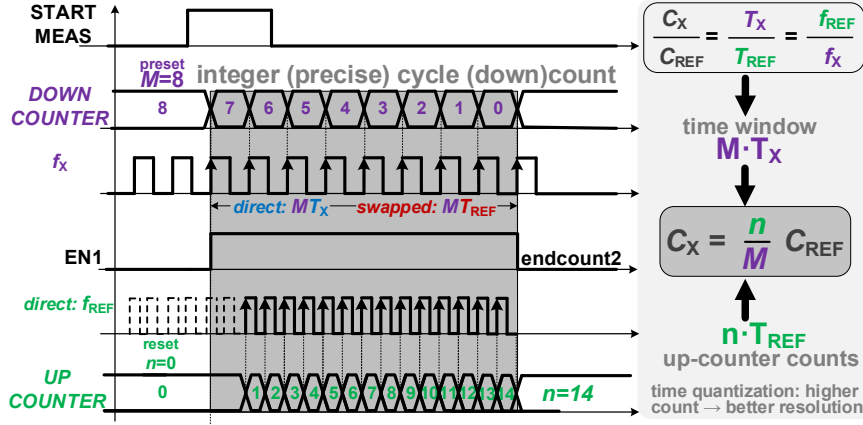 START
MEAS
preset
M=8
integer (precise) cycle (down)count
DOWN
COUNTER
8 7 6 5 4 3 2 1 0
fX
direct: MTX swapped: MTREF
EN1
endcount2
direct: fREF
reset
n=0
UP
COUNTER
0 1 2 3 4 5 6 7 8 9 10 11 12 13 14
n=14
CX / CREF = TX / TREF = fREF / fX
time window
M·TX
CX = n / M CREF
n·TREF
up-counter counts
time quantization: higher
count → better resolution